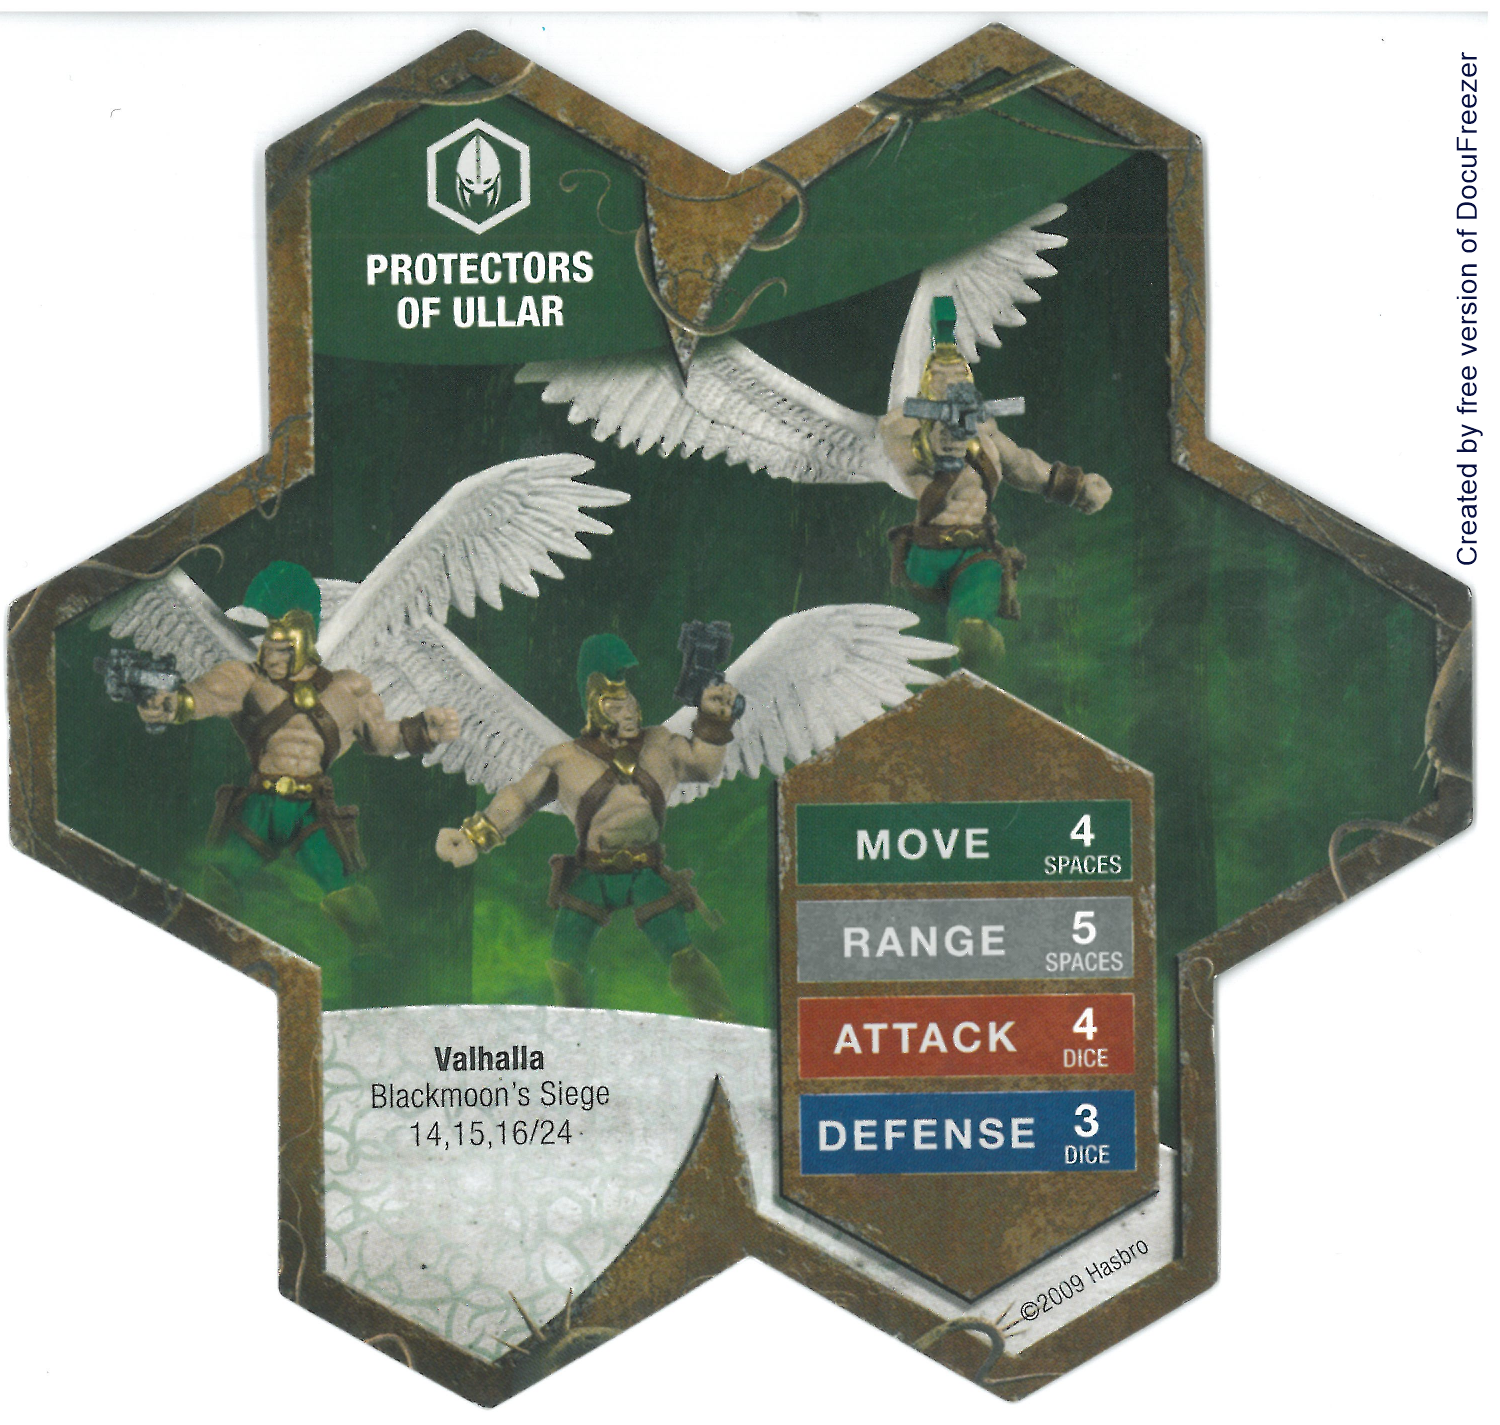 PROTECTORS
OF ULLAR
MOVE 4
SPACES
RANGE 5
SPACES
ATTACK 4
DICE
DEFENSE 3
DICE
Valhalla
Blackmoon's Siege
14,15,16/24
©2009 Hasbro
Created by free version of DocuFreezer